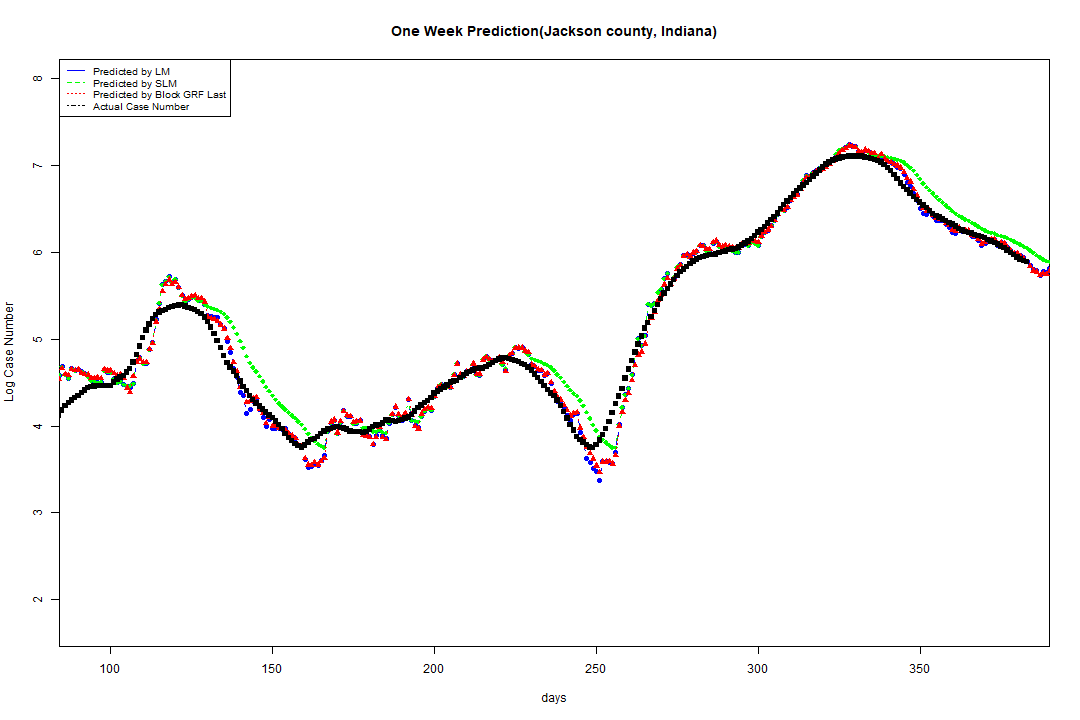 One Week Prediction(Jackson county, Indiana)
Predicted by LM
Predicted by SLM
Predicted by Block GRF Last
Actual Case Number
8
7
6
5
4
3
2
Log Case Number
100 150 200 250 300 350
days